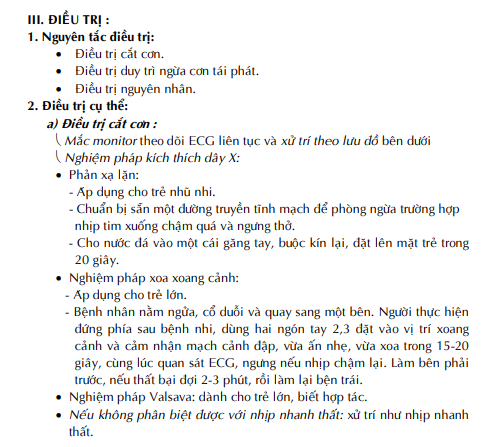 III. ĐIỀU TRỊ :
1. Nguyên tắc điều trị:
• Điều trị cắt cơn.
• Điều trị duy trì ngừa cơn tái phát.
• Điều trị nguyên nhân.
2. Điều trị cụ thể:
a) Điều trị cắt cơn :
⎝ Mắc monitor theo dõi ECG liên tục và xử trí theo lưu đồ bên dưới
⎝ Nghiệm pháp kích thích dây X:
• Phản xạ lặn:
- Áp dụng cho trẻ nhũ nhi.
- Chuẩn bị sẵn một đường truyền tĩnh mạch để phòng ngừa trường hợp
nhịp tim xuống chậm quá và ngưng thở.
- Cho nước đá vào một cái găng tay, buộc kín lại, đặt lên mặt trẻ trong
20 giây.
• Nghiệm pháp xoa xoang cảnh:
- Áp dụng cho trẻ lớn.
- Bệnh nhân nằm ngửa, cổ duỗi và quay sang một bên. Người thực hiện
đứng phía sau bệnh nhi, dùng hai ngón tay 2,3 đặt vào vị trí xoang
cảnh và cảm nhận mạch cảnh đập, vừa ấn nhẹ, vừa xoa trong 15-20
giây, cùng lúc quan sát ECG, ngưng nếu nhịp chậm lại. Làm bên phải
trước, nếu thất bại đợi 2-3 phút, rồi làm lại bện trái.
• Nghiệm pháp Valsava: dành cho trẻ lớn, biết hợp tác.
• Nếu không phân biệt được với nhịp nhanh thất: xử trí như nhịp nhanh
thất.